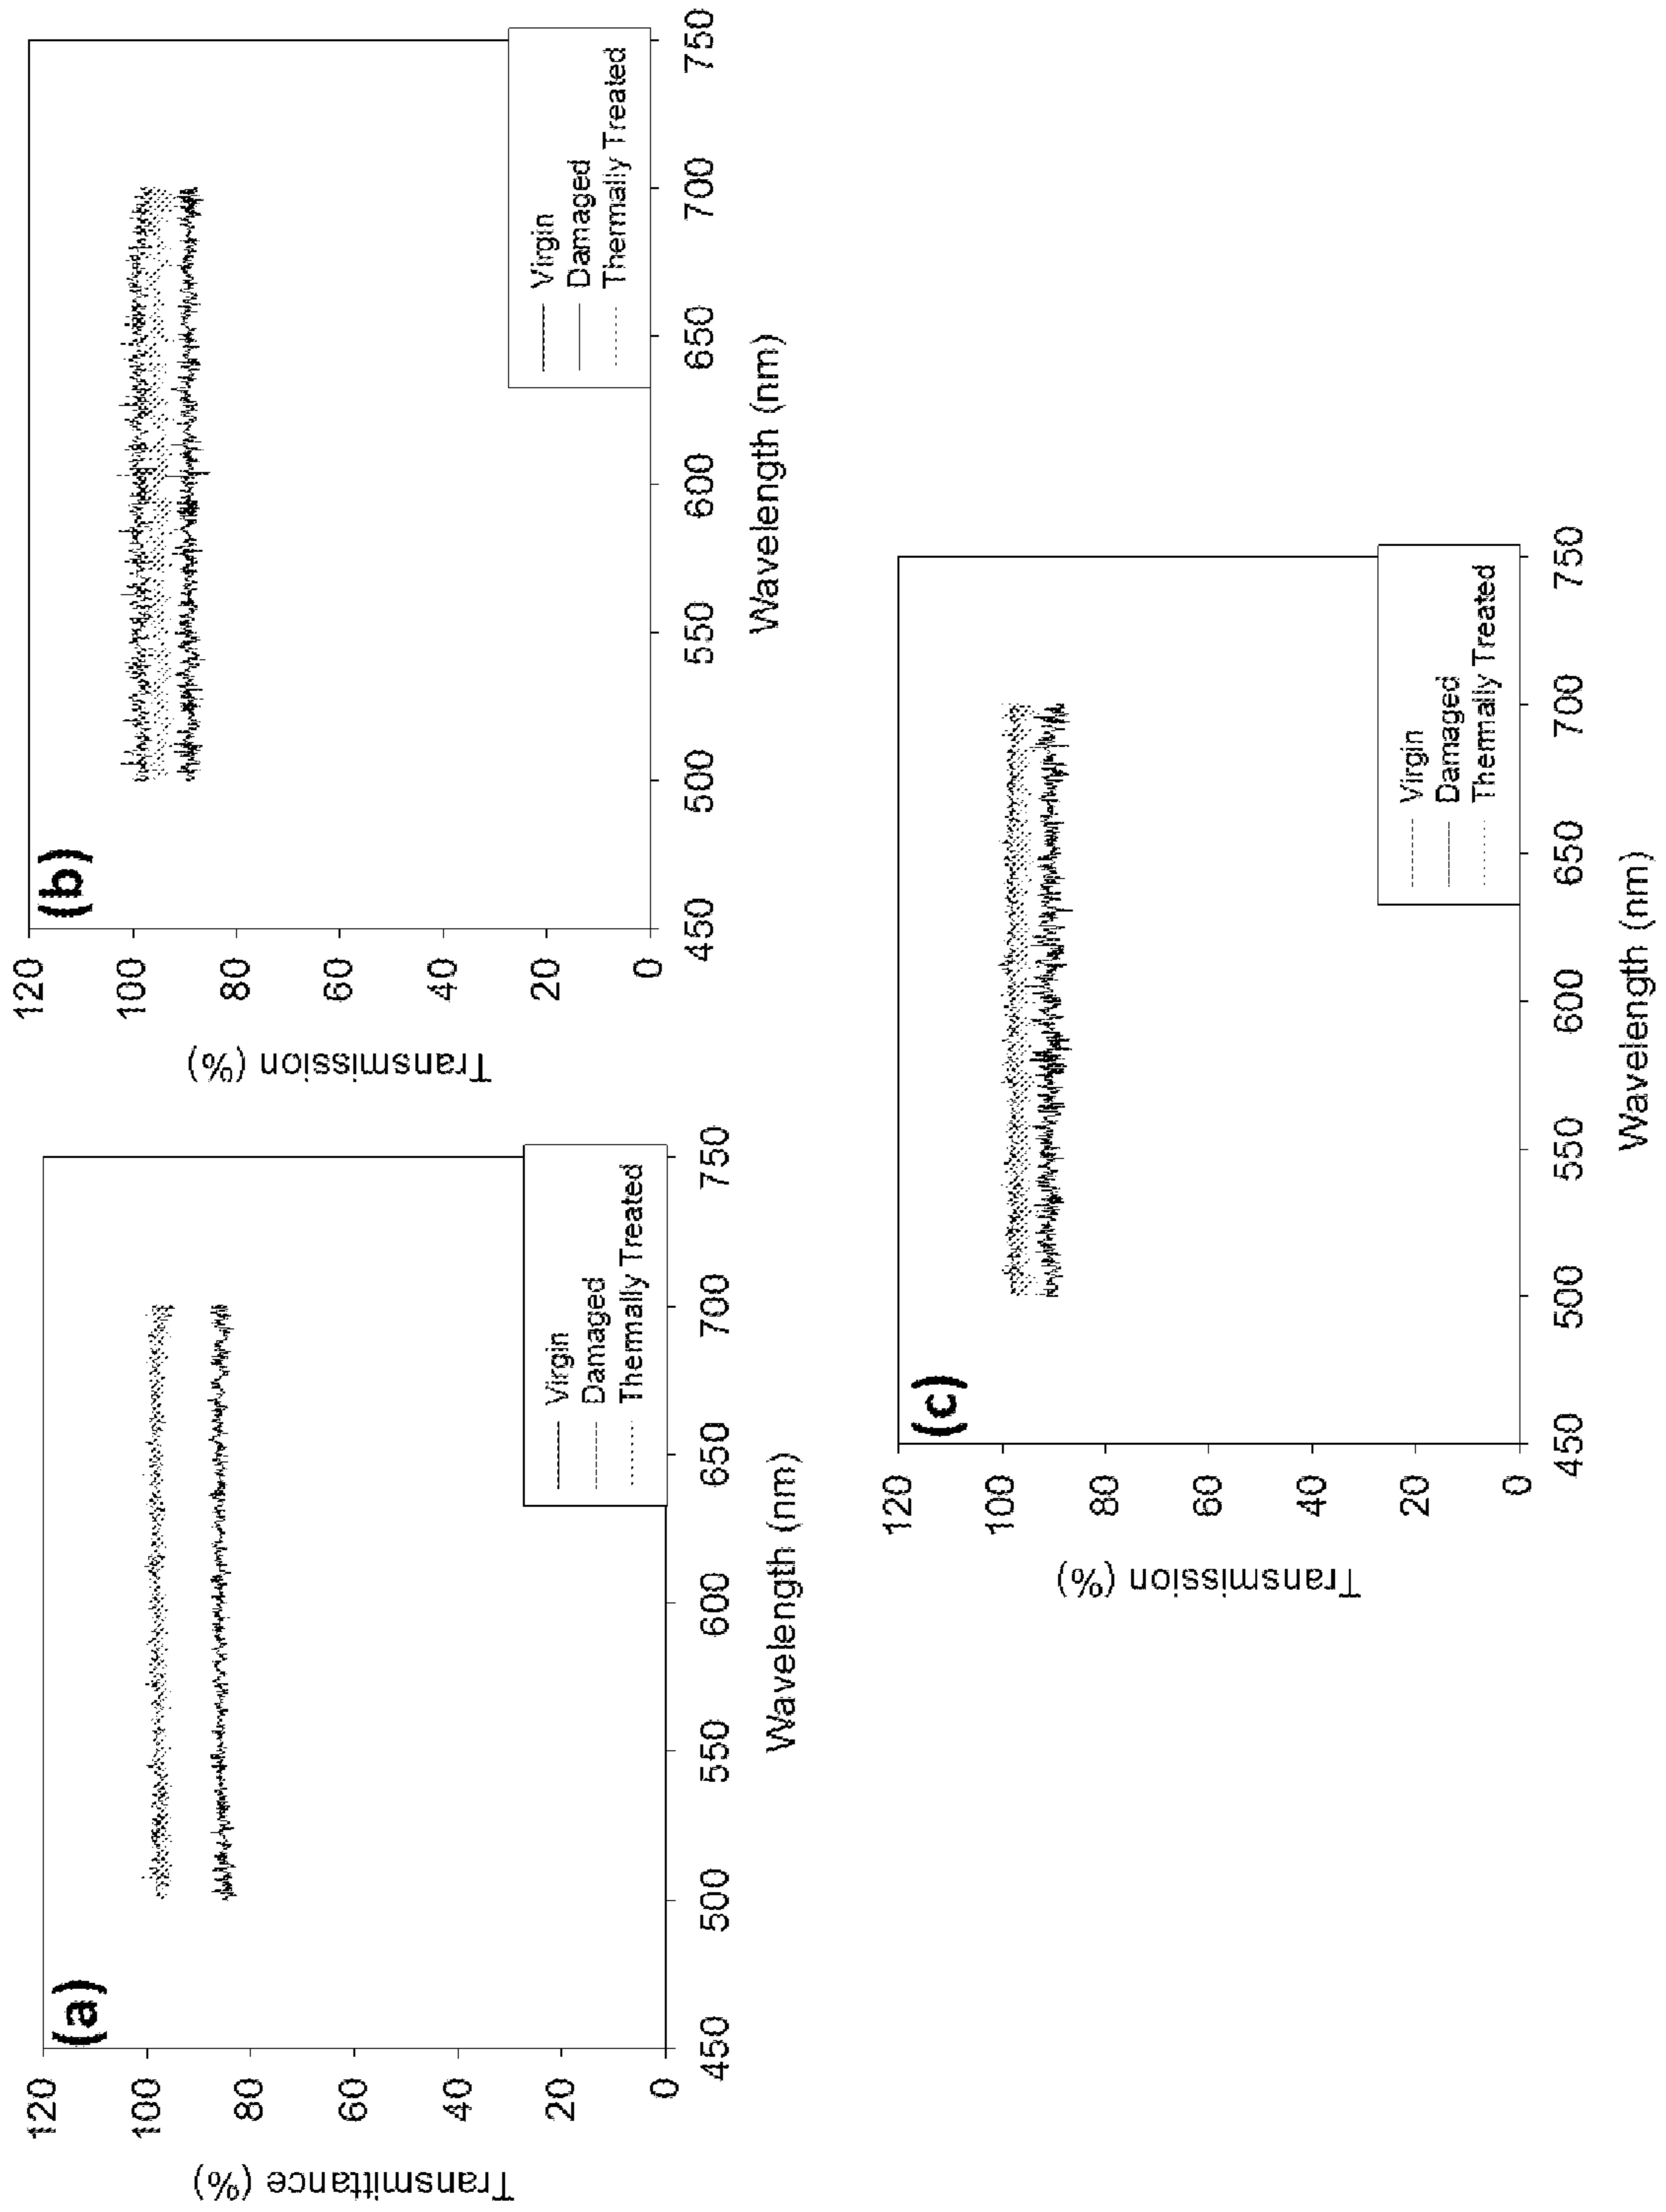 (a)
Transmittance (%)
120
100
80
60
40
20
0
450
500
550
600
650
700
750
Wavelength (nm)
Virgin
Damaged
Thermally Treated
(b)
Transmission (%)
120
100
80
60
40
20
0
450
500
550
600
650
700
750
Wavelength (nm)
Virgin
Damaged
Thermally Treated
(c)
Transmission (%)
120
100
80
60
40
20
0
450
500
550
600
650
700
750
Wavelength (nm)
Virgin
Damaged
Thermally Treated